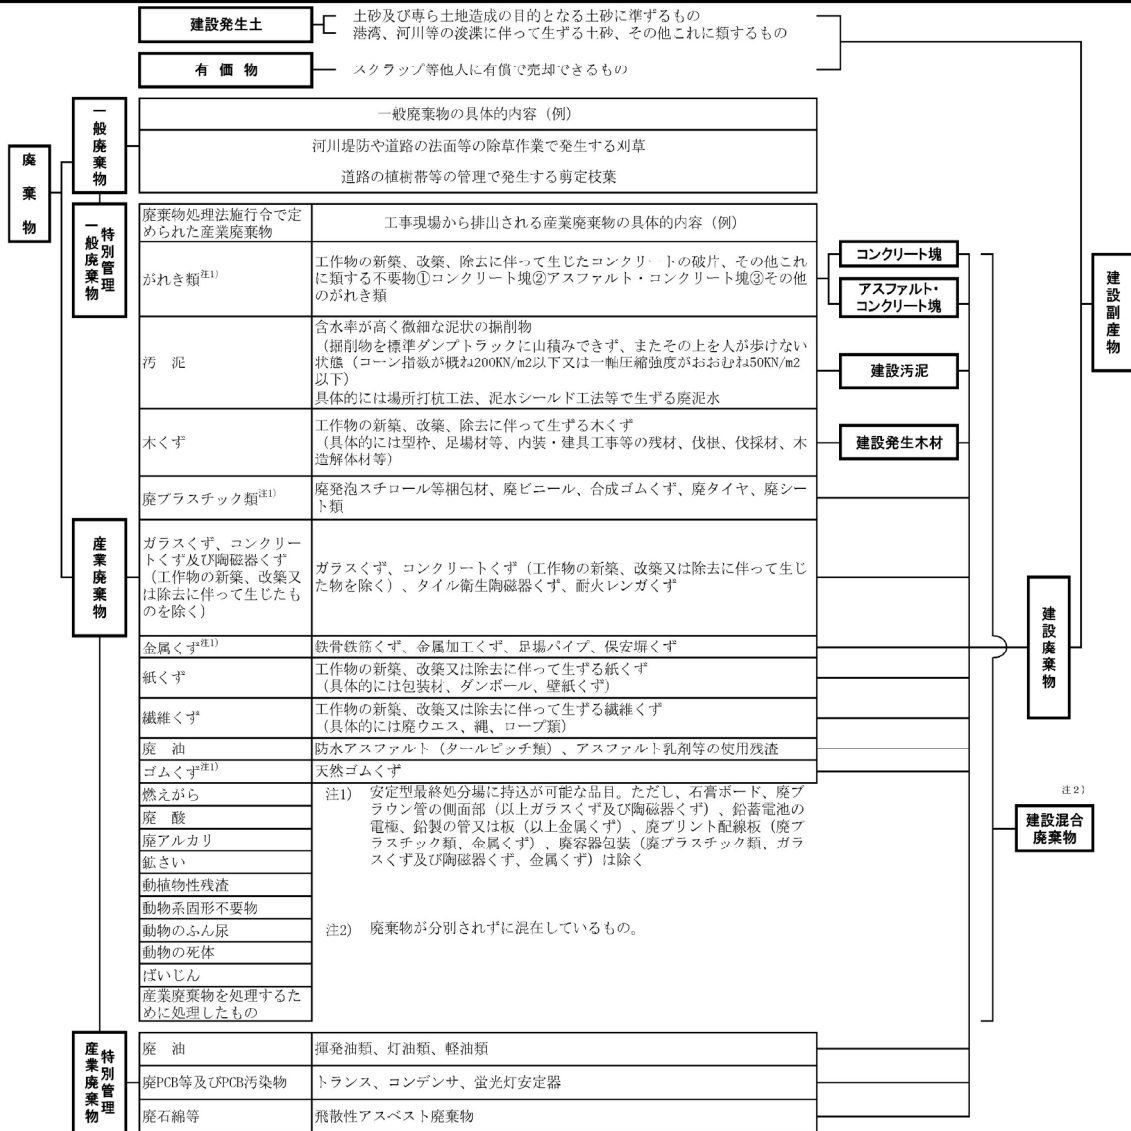 建設発生土
土砂及び専ら土地造成の目的となる土砂に準ずるもの
港湾、河川等の浚渫に伴って生ずる土砂、その他これに類するもの
有価物
スクラップ等他人に有償で売却できるもの
廃棄物
一般廃棄物
一般廃棄物の具体的内容（例）
河川堤防や道路の法面等の除草作業で発生する刈草
道路の植樹帯等の管理で発生する剪定枝葉
特別管理
一般廃棄物
廃棄物処理法施行令で定
められた産業廃棄物
工事現場から排出される産業廃棄物の具体的内容（例）
がれき類注1)
工作物の新築、改築、除去に伴って生じたコンクリートの破片、その他これ
に類する不要物①コンクリート塊②アスファルト・コンクリート塊③その他
のがれき類
コンクリート塊
アスファルト・
コンクリート塊
建設副産物
汚　泥
含水率が高く微細な泥状の掘削物
（掘削物を標準ダンプトラックに山積みできず、またその上を人が歩けない
状態（コーン指数が概ね200KN/m2以下又は一軸圧縮強度がおおむね50KN/m2
以下）
具体的には場所打杭工法、泥水シールド工法等で生ずる廃泥水
建設汚泥
木くず
工作物の新築、改築、除去に伴って生ずる木くず
（具体的には型枠、足場材等、内装・建具工事等の残材、伐根、伐採材、木
造解体材等）
建設発生木材
廃プラスチック類注1)
廃発泡スチロール等梱包材、廃ビニール、合成ゴムくず、廃タイヤ、廃シー
ト類
産業廃棄物
ガラスくず、コンクリー
トくず及び陶磁器くず
（工作物の新築、改築又
は除去に伴って生じたも
のを除く）
ガラスくず、コンクリートくず（工作物の新築、改築又は除去に伴って生じ
た物を除く）、タイル衛生陶磁器くず、耐火レンガくず
建設廃棄物
金属くず注1)
鉄骨鉄筋くず、金属加工くず、足場パイプ、保安塀くず
紙くず
工作物の新築、改築又は除去に伴って生ずる紙くず
（具体的には包装材、ダンボール、壁紙くず）
繊維くず
工作物の新築、改築又は除去に伴って生ずる繊維くず
（具体的には廃ウエス、縄、ロープ類）
廃　油
防水アスファルト（タールピッチ類）、アスファルト乳剤等の使用残渣
ゴムくず注1)
天然ゴムくず
燃えがら
廃　酸
廃アルカリ
鉱さい
動植物性残渣
動物系固形不要物
動物のふん尿
動物の死体
ばいじん
産業廃棄物を処理するた
めに処理したもの
注1)　安定型最終処分場に持込が可能な品目。ただし、石膏ボード、廃ブ
ラウン管の側面部（以上ガラスくず及び陶磁器くず）、鉛蓄電池の
電極、鉛製の管又は板（以上金属くず）、廃プリント配線板（廃プ
ラスチック類、金属くず）、廃容器包装（廃プラスチック類、ガラ
スくず及び陶磁器くず、金属くず）は除く
注2)　廃棄物が分別されずに混在しているもの。
注2)
建設混合
廃棄物
特別管理
産業廃棄物
廃　油
揮発油類、灯油類、軽油類
廃PCB等及びPCB汚染物
トランス、コンデンサ、蛍光灯安定器
廃石綿等
飛散性アスベスト廃棄物